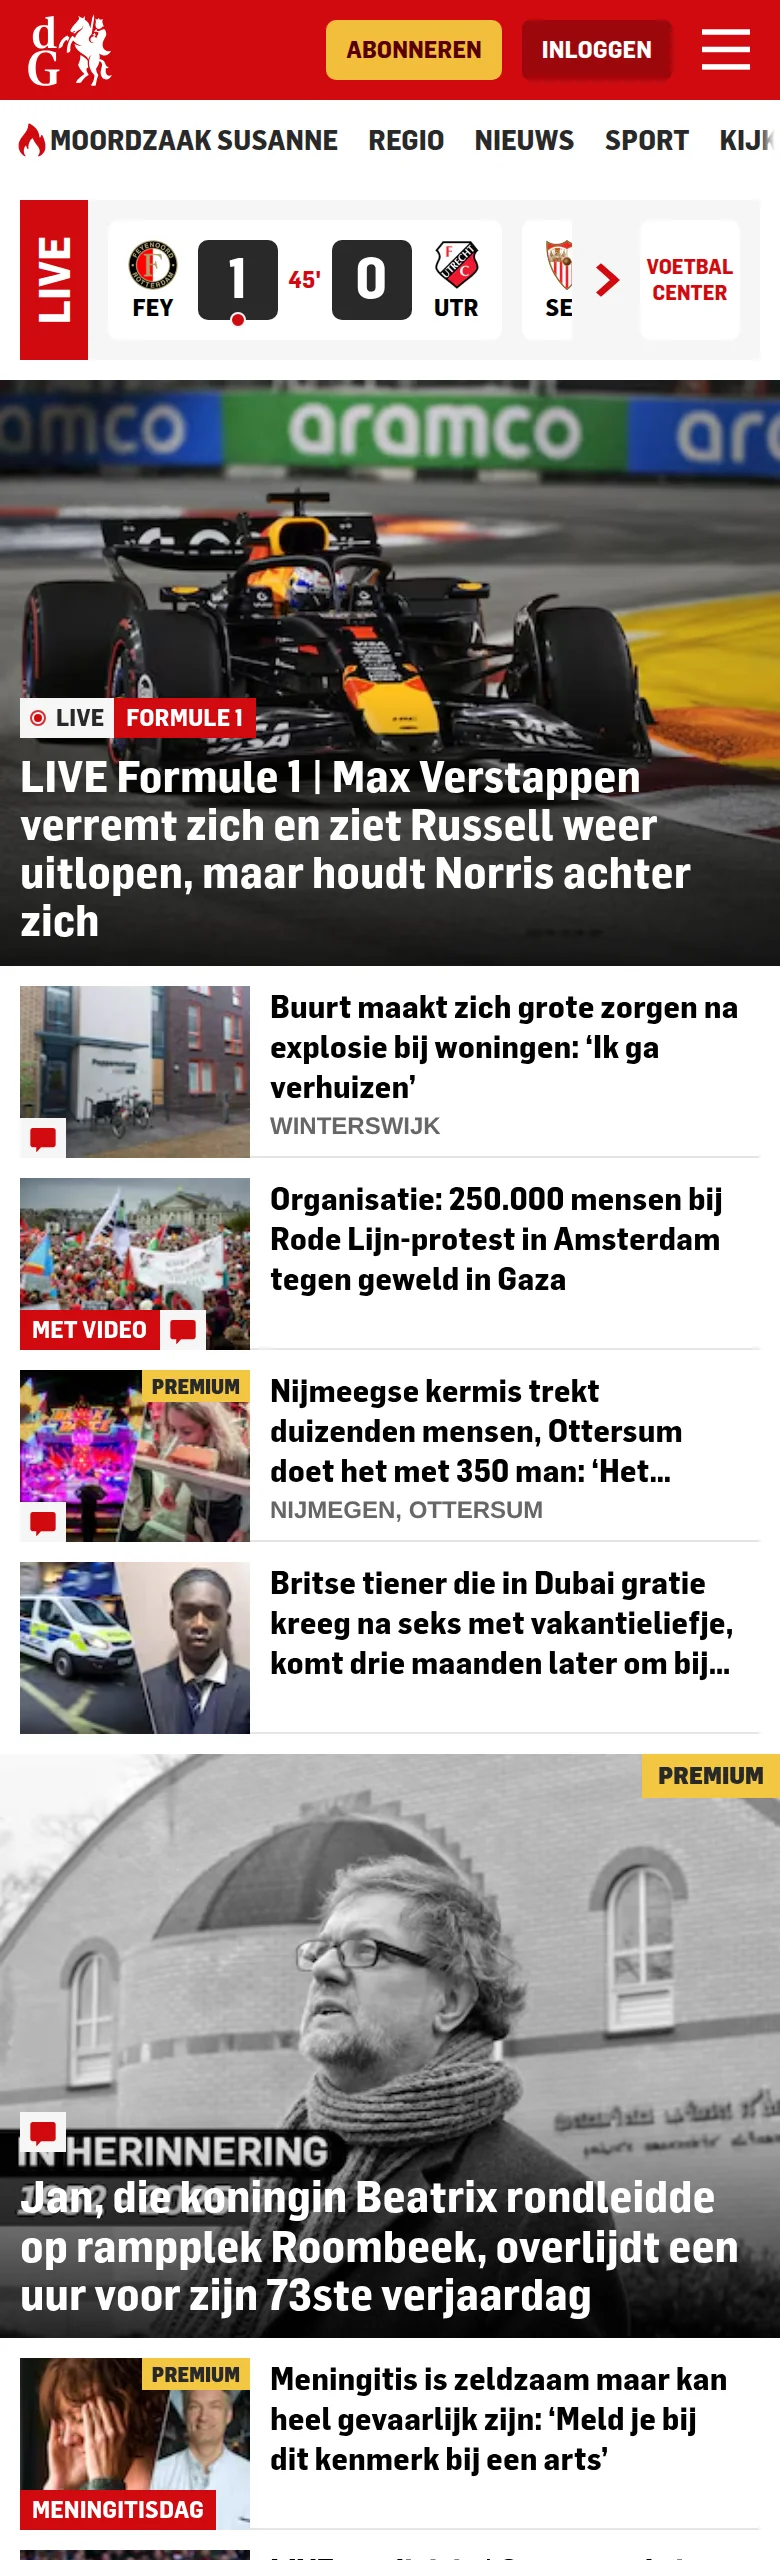 dG
ABONNEREN
INLOGGEN
MOORDZAAK SUSANNE
REGIO
NIEUWS
SPORT
KIJK
LIVE
FEY
1
45'
0
UTR
SE
VOETBAL
CENTER
aramco
LIVE
FORMULE 1
LIVE Formule 1 | Max Verstappen
verremt zich en ziet Russell weer
uitlopen, maar houdt Norris achter
zich
Buurt maakt zich grote zorgen na
explosie bij woningen: ‘Ik ga
verhuizen’
WINTERSWIJK
MET VIDEO
Organisatie: 250.000 mensen bij
Rode Lijn-protest in Amsterdam
tegen geweld in Gaza
PREMIUM
Nijmeegse kermis trekt
duizenden mensen, Ottersum
doet het met 350 man: ‘Het...
NIJMEGEN, OTTERSUM
Britse tiener die in Dubai gratie
kreeg na seks met vakantieliefje,
komt drie maanden later om bij...
PREMIUM
IN HERINNERING
Jan, die koningin Beatrix rondleidde
op rampplek Roombeek, overlijdt een
uur voor zijn 73ste verjaardag
PREMIUM
MENINGITISDAG
Meningitis is zeldzaam maar kan
heel gevaarlijk zijn: ‘Meld je bij
dit kenmerk bij een arts’